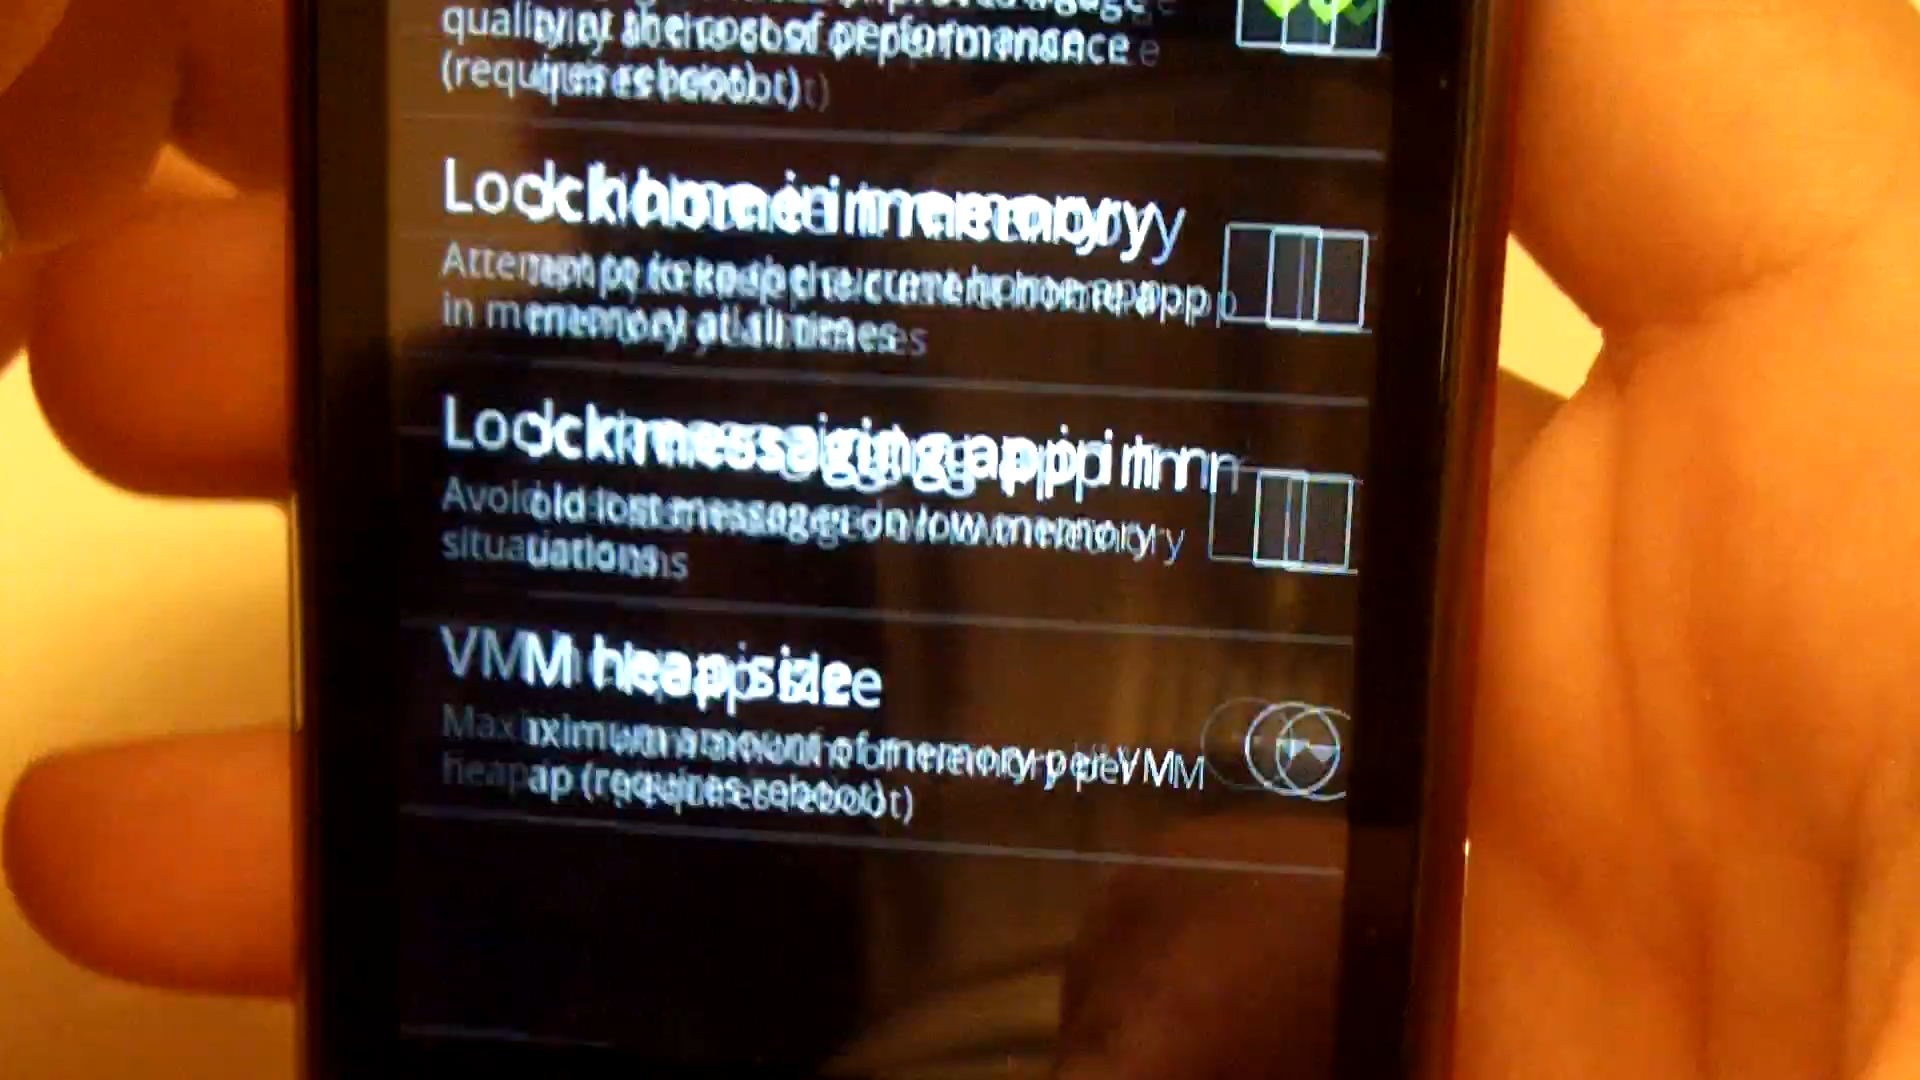 quality at the cost of performance
(requires reboot)
Lock home in memory
Attempt to keep the current home app
in memory at all times
Lock messaging app in
Avoid lost messages on low memory
situations
VM heap size
Maximum amount of memory per VM
heap (requires reboot)